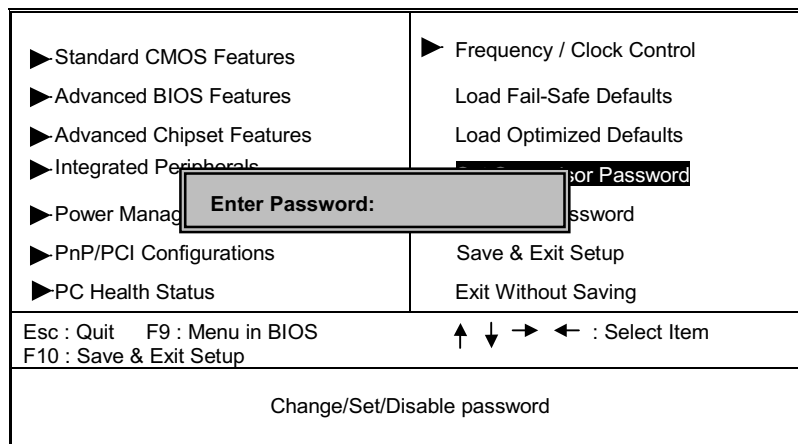 Standard CMOS Features
Advanced BIOS Features
Advanced Chipset Features
Integrated Peripherals
Power Manag
PnP/PCI Configurations
PC Health Status
Frequency / Clock Control
Load Fail-Safe Defaults
Load Optimized Defaults
sor Password
ssword
Save & Exit Setup
Exit Without Saving
Enter Password:
Esc : Quit F9 : Menu in BIOS
F10 : Save & Exit Setup
↑ ↓ → ← : Select Item
Change/Set/Disable password